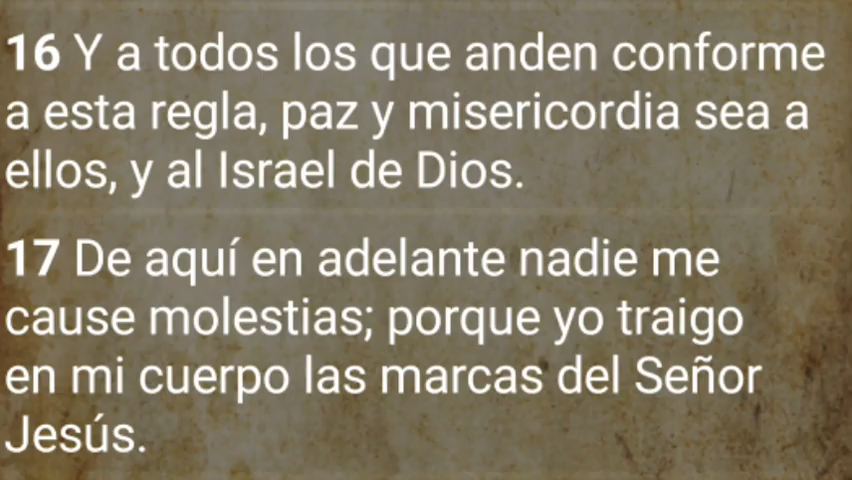 16 Y a todos los que anden conforme
a esta regla, paz y misericordia sea a
ellos, y al Israel de Dios.
17 De aquí en adelante nadie me
cause molestias; porque yo traigo
en mi cuerpo las marcas del Señor
Jesús.